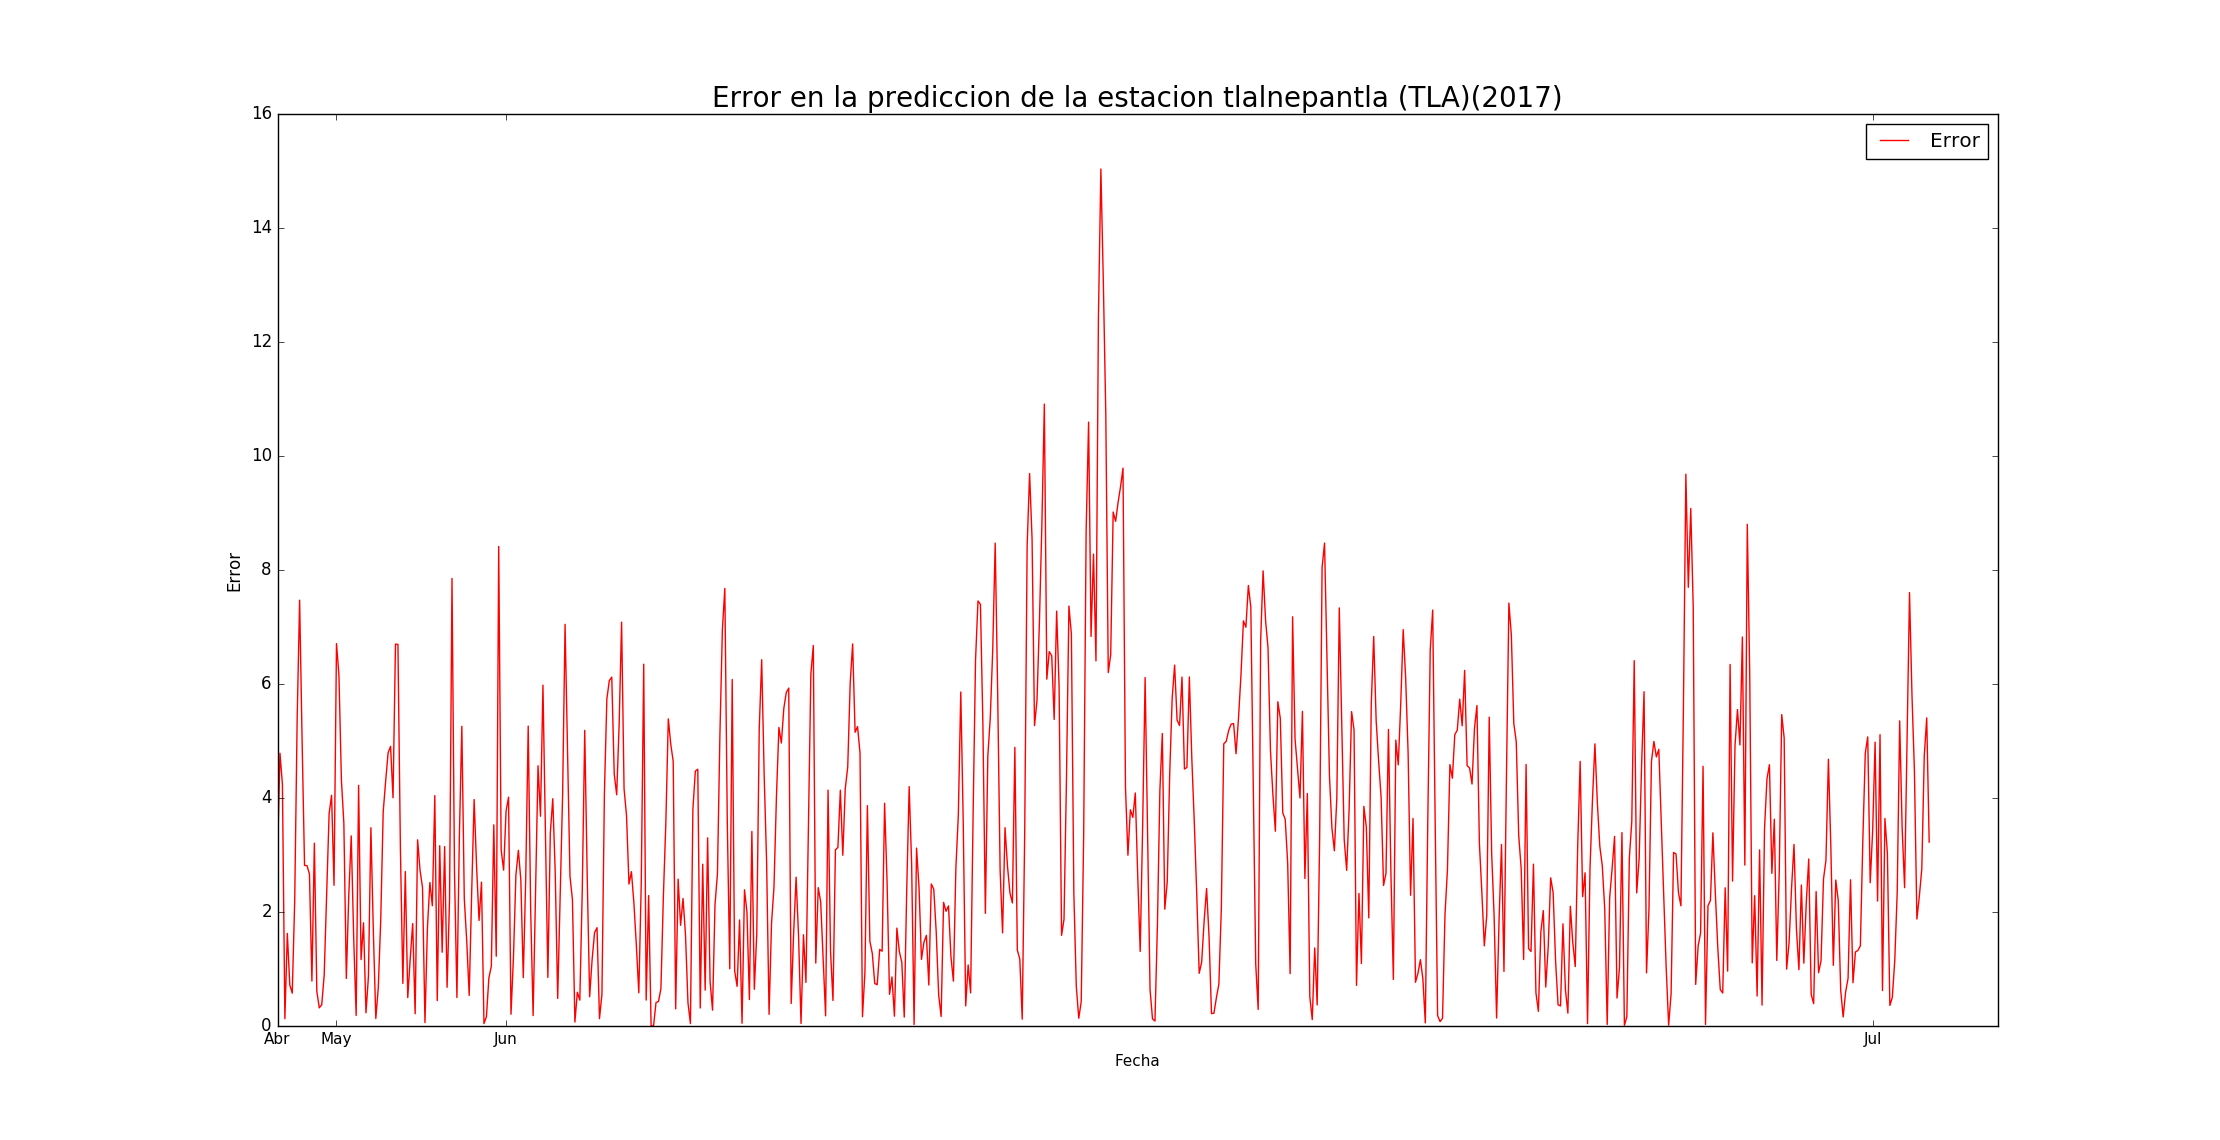 Error en la prediccion de la estacion tlalnepantla (TLA)(2017)
16
Error
14
12
10
8
Error
6
4
2
0
Abr May Jun Jul
Fecha